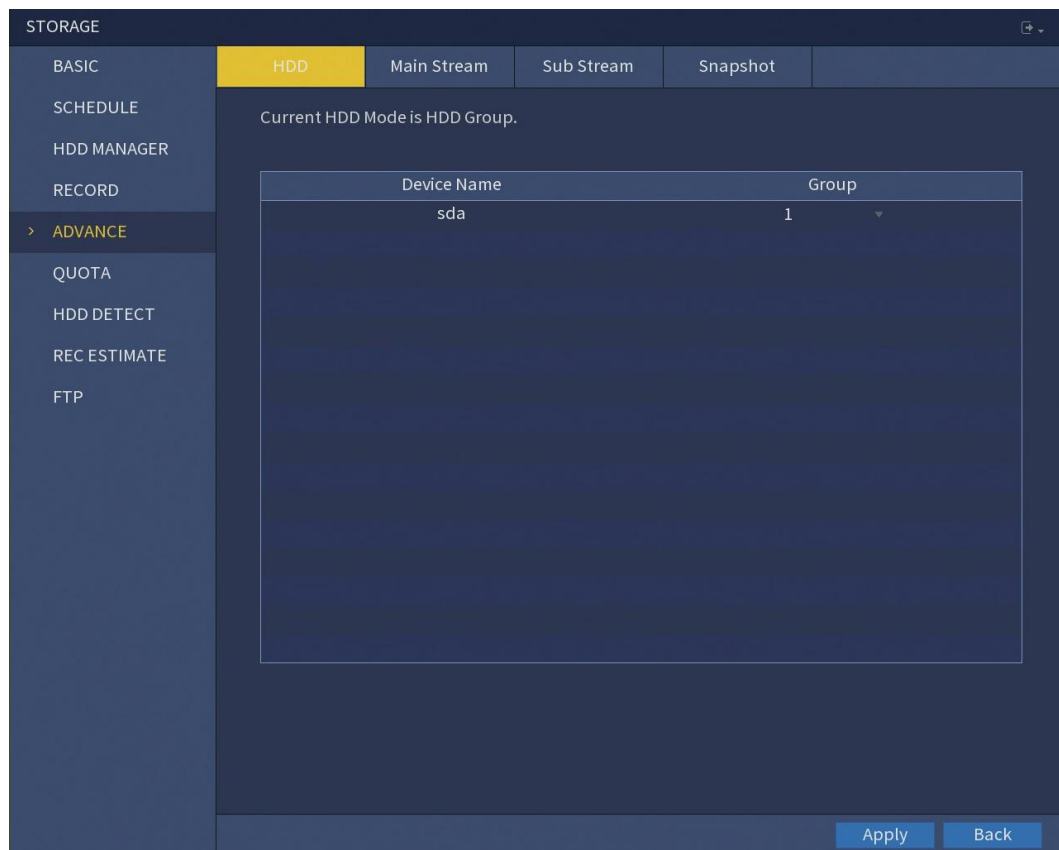 STORAGE
BASIC
SCHEDULE
HDD MANAGER
RECORD
> ADVANCE
QUOTA
HDD DETECT
REC ESTIMATE
FTP
HDD Main Stream Sub Stream Snapshot
Current HDD Mode is HDD Group.
Device Name Group
sda 1
Apply Back